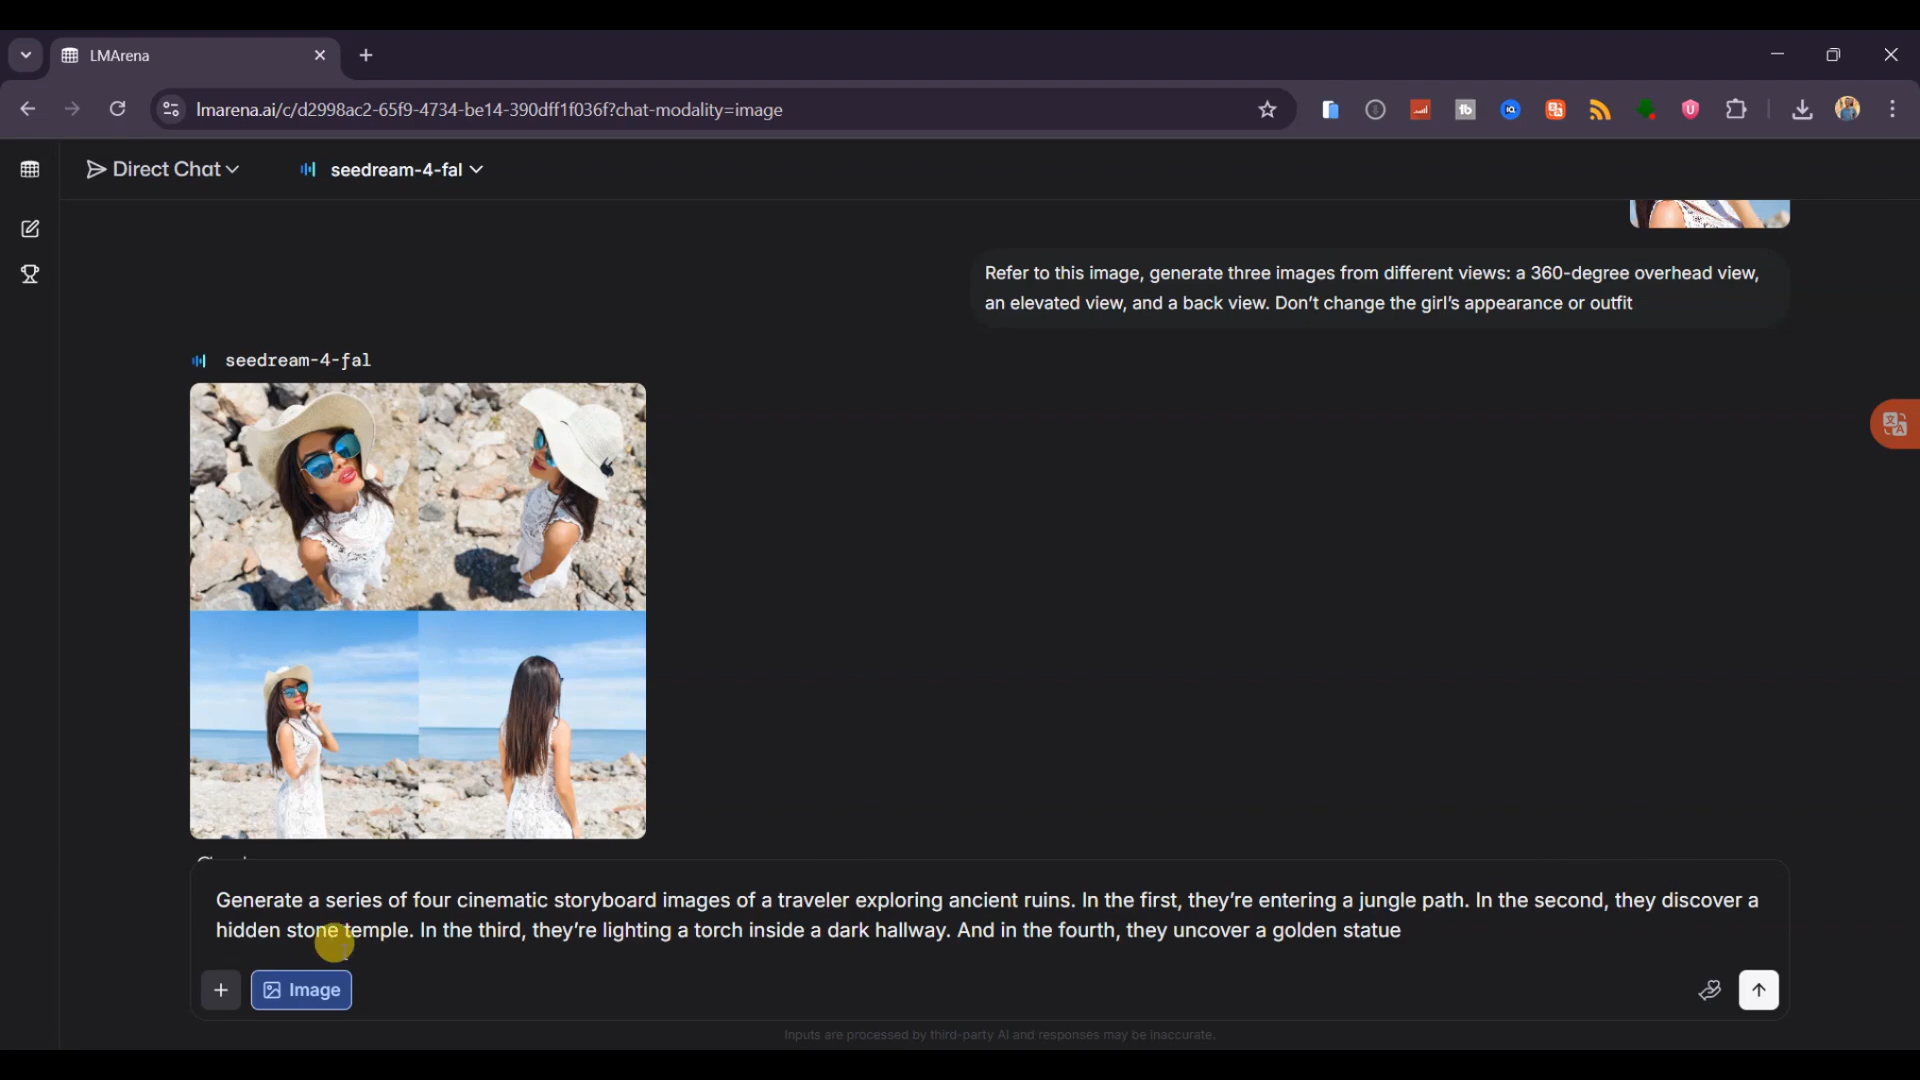 LMArena
lmarena.ai/c/d2998ac2-65f9-4734-be14-390dff1f036f?chat-modality=image
Direct Chat
seedream-4-fal
Refer to this image, generate three images from different views: a 360-degree overhead view,
an elevated view, and a back view. Don’t change the girl’s appearance or outfit
seedream-4-fal
Generate a series of four cinematic storyboard images of a traveler exploring ancient ruins. In the first, they’re entering a jungle path. In the second, they discover a
hidden stone temple. In the third, they’re lighting a torch inside a dark hallway. And in the fourth, they uncover a golden statue
Image
Inputs are processed by third-party AI and responses may be inaccurate.